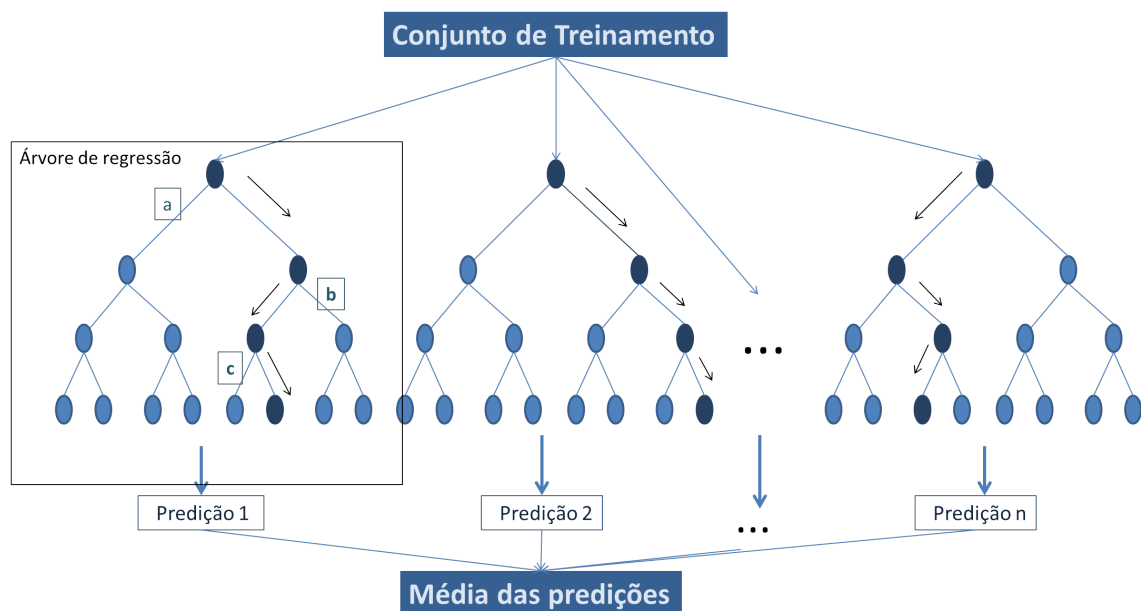 Conjunto de Treinamento
Árvore de regressão
a
b
c
...
Predição 1
Predição 2
...
Predição n
Média das predições